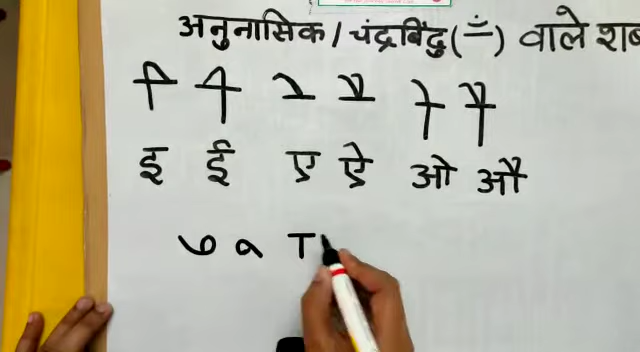 अनुनासिक / चंद्रबिंदु (ँ) वाले शब
ि ी े ै ो ौ
इ ई ए ऐ ओ औ
ु ू ा